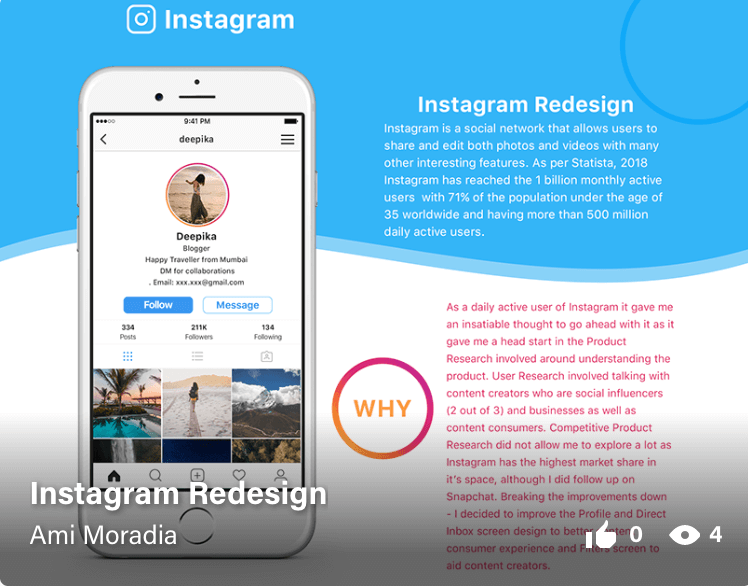 Instagram
9:41 PM
deepika
Deepika
Blogger
Happy Traveller from Mumbai
DM for collaborations
. Email: xxx.xxx@gmail.com
Follow
Message
334
211K
134
Posts
Followers
Following
Instagram Redesign
Instagram is a social network that allows users to
share and edit both photos and videos with many
other interesting features. As per Statista, 2018
Instagram has reached the 1 billion monthly active
users with 71% of the population under the age of
35 worldwide and having more than 500 million
daily active users.
WHY
As a daily active user of Instagram it gave me
an insatiable thought to go ahead with it as it
gave me a head start in the Product
Research involved around understanding the
product. User Research involved talking with
content creators who are social influencers
(2 out of 3) and businesses as well as
content consumers. Competitive Product
Research did not allow me to explore a lot as
Instagram has the highest market share in
it's space, although I did follow up on
Snapchat. Breaking the improvements down
- I decided to improve the Profile and Direct
Inbox screen design to better
consumer experience and Filters screen to
aid content creators.
Instagram Redesign
Ami Moradia
0
4